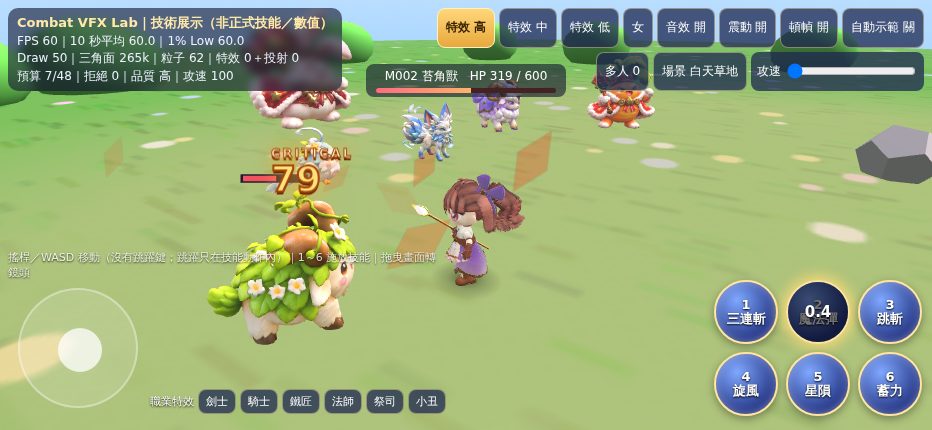 Combat VFX Lab | 技術展示（非正式技能／數值）
FPS 60 | 10 秒平均 60.0 | 1% Low 60.0
Draw 50 | 三角面 265k | 粒子 62 | 特效 0＋投射 0
預算 7/48 | 拒絕 0 | 品質 高 | 攻速 100
特效 高
特效 中
特效 低
女
音效 開
震動 開
頓幀 開
自動示範 關
多人 0
場景 白天草地
攻速
M002 苔角獸 HP 319 / 600
CRITICAL
79
搖桿／WASD 移動（沒有跳躍鍵；跳躍只在技能動作內） | 1～6 施放技能 | 拖曳畫面轉
鏡頭
1
三連斬
2
魔法彈
0.4
3
跳斬
4
旋風
5
星隕
6
蓄力
職業特效
劍士
騎士
鐵匠
法師
祭司
小丑